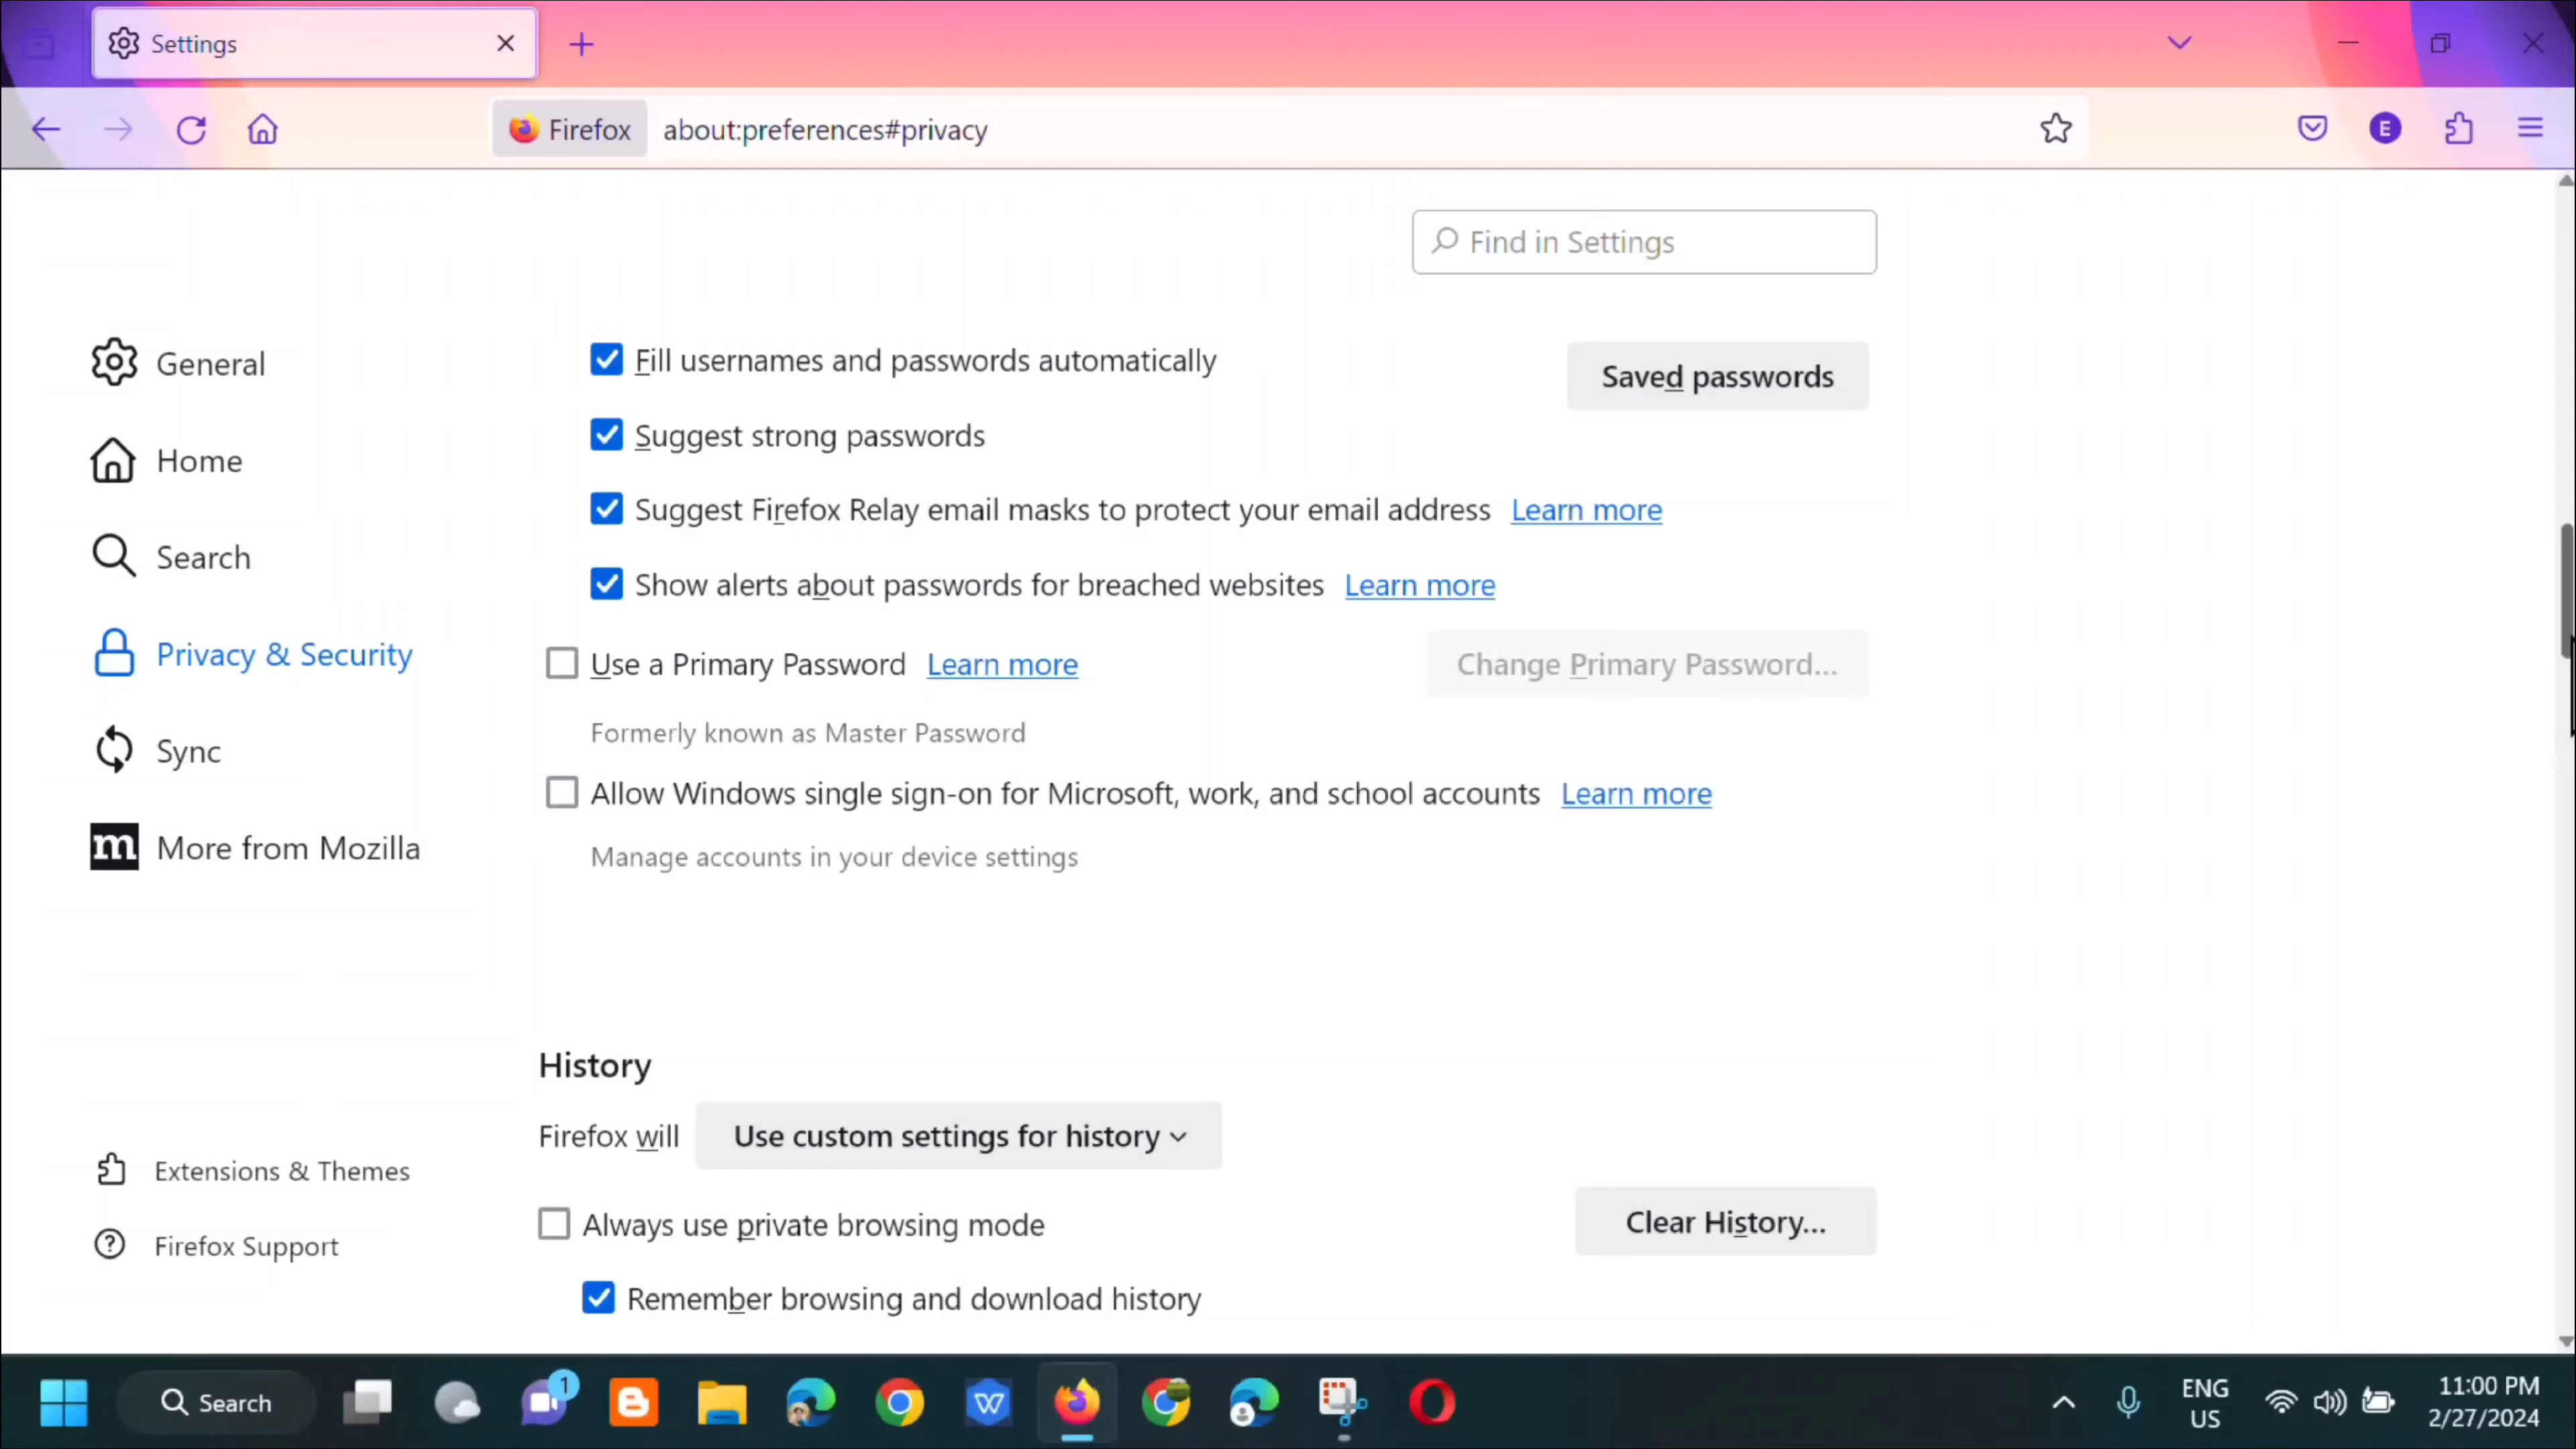 Settings
Firefox about:preferences#privacy
E
Find in Settings
General
Home
Search
Privacy & Security
Sync
m More from Mozilla
Extensions & Themes
Firefox Support
Fill usernames and passwords automatically
Saved passwords
Suggest strong passwords
Suggest Firefox Relay email masks to protect your email address Learn more
Show alerts about passwords for breached websites Learn more
Use a Primary Password Learn more
Change Primary Password...
Formerly known as Master Password
Allow Windows single sign-on for Microsoft, work, and school accounts Learn more
Manage accounts in your device settings
History
Firefox will Use custom settings for history
Always use private browsing mode
Clear History...
Remember browsing and download history
Search
1
W
ENG
US
11:00 PM
2/27/2024